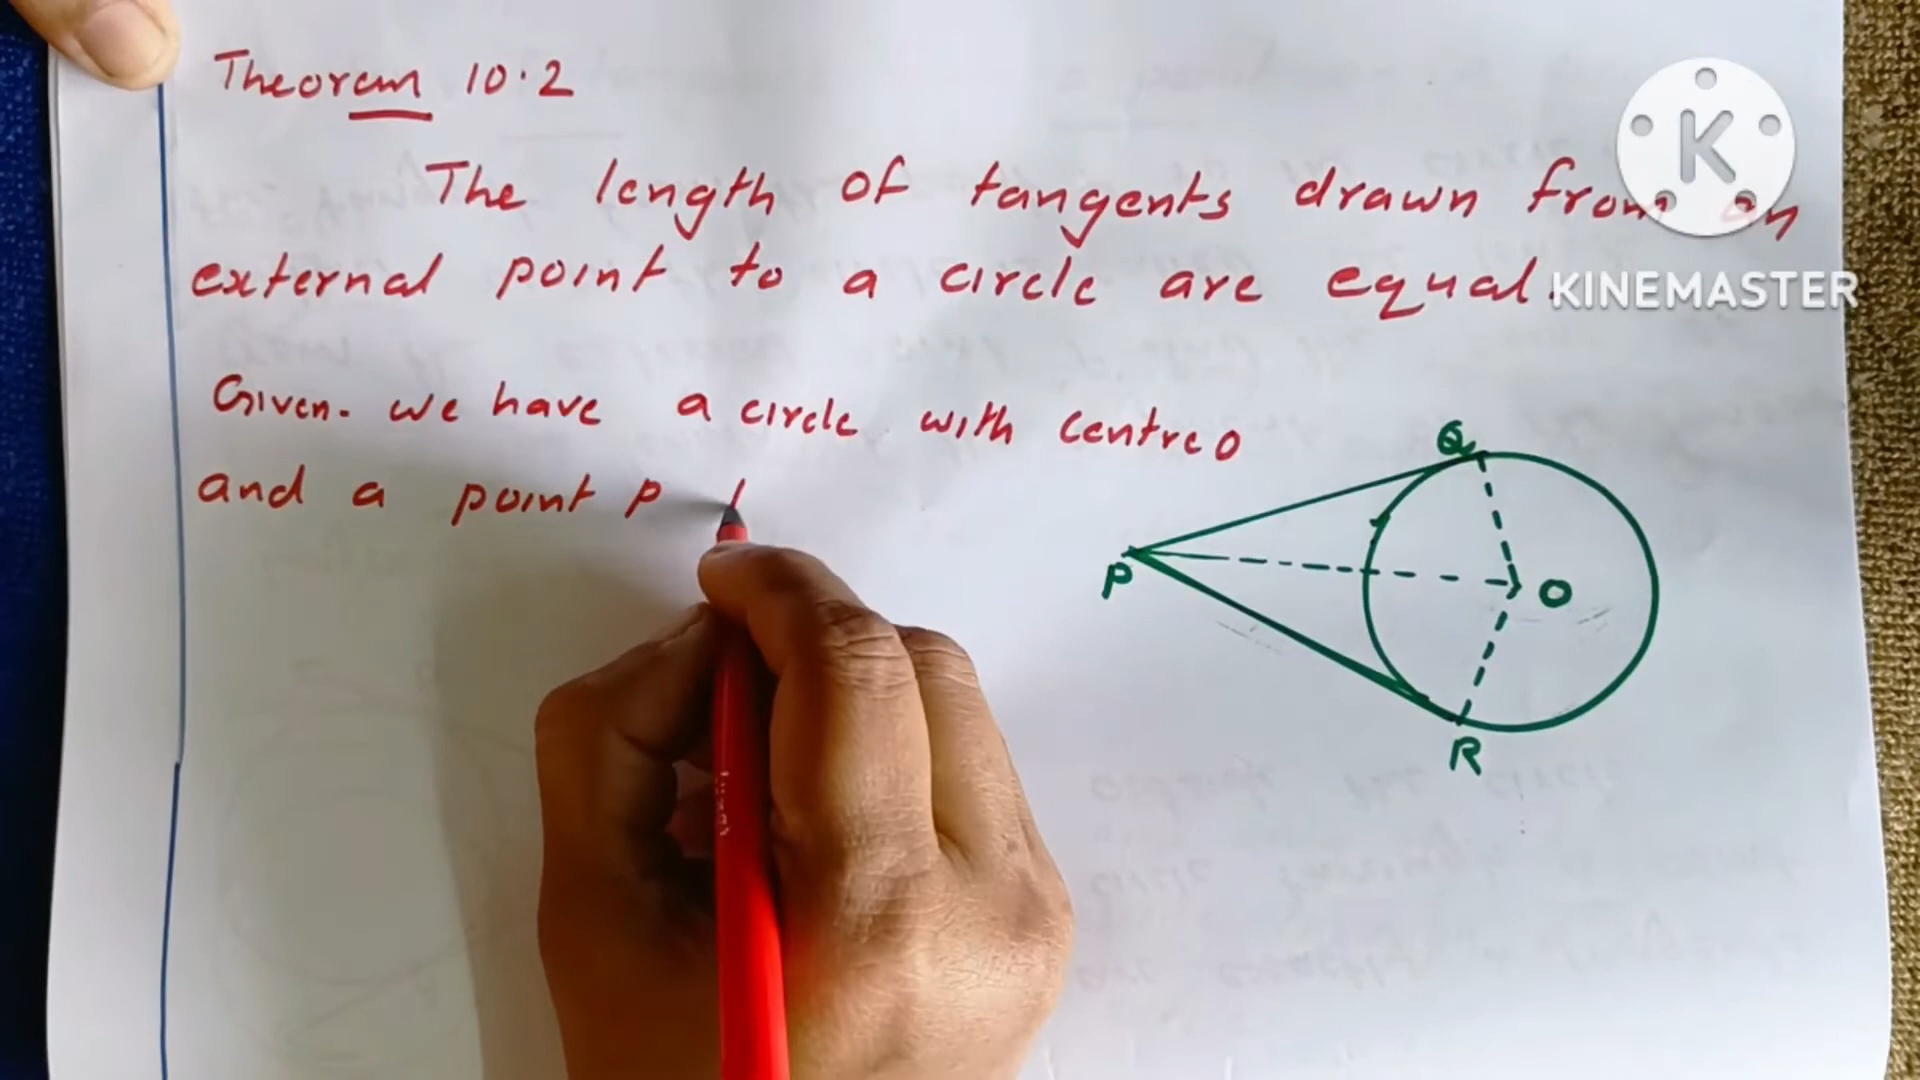 Theorem 10.2
The length of tangents drawn from an
external point to a circle are equal.
Given. We have a circle with centre O
and a point P
Q
P
O
R
K
KINEMASTER